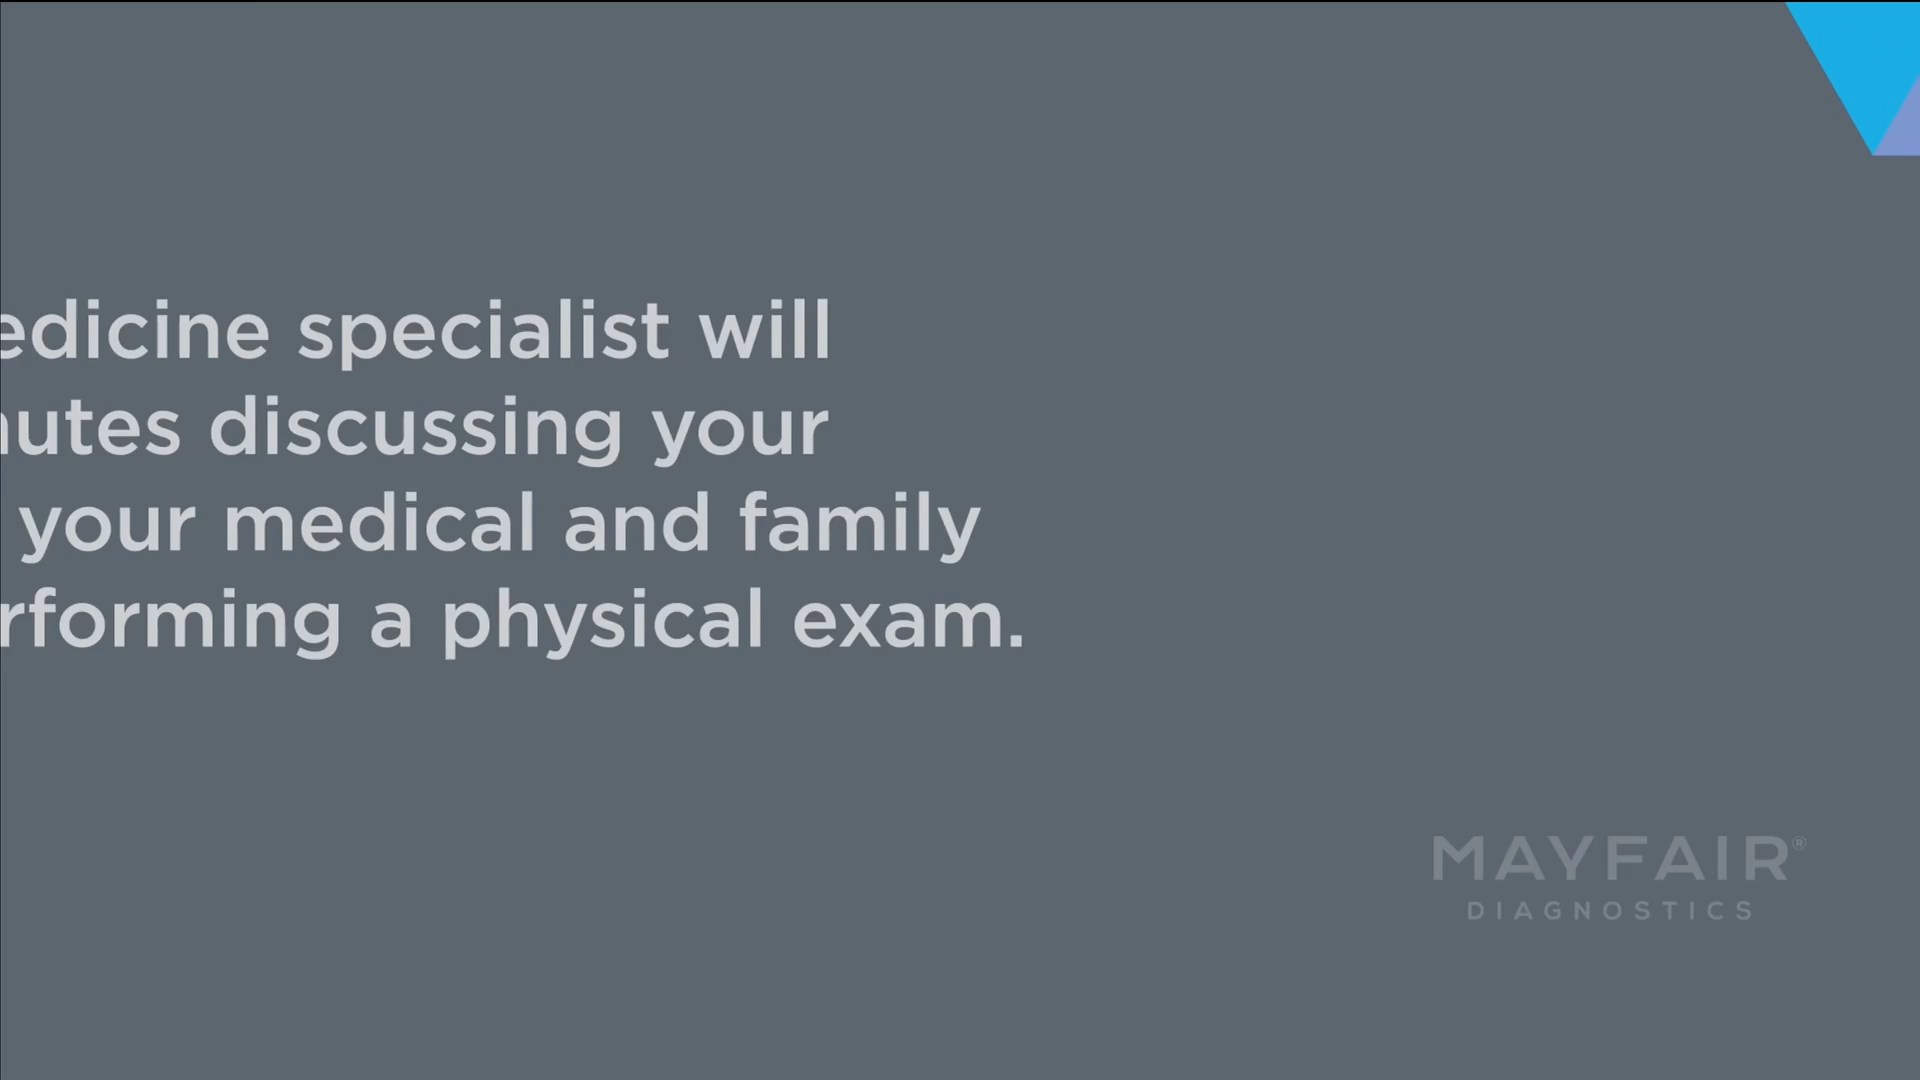 edicine specialist will
utes discussing your
your medical and family
rforming a physical exam.
MAYFAIR®
DIAGNOSTICS